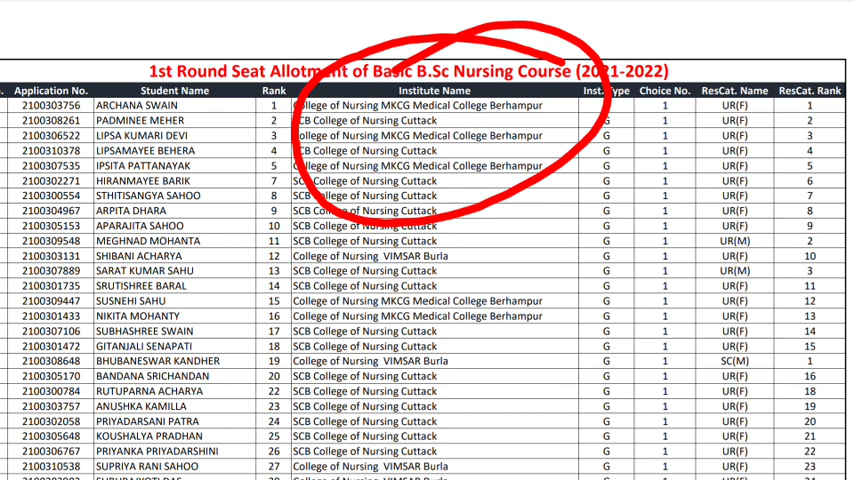 1st Round Seat Allotment of Basic B.Sc Nursing Course (2021-2022)
. Application No. Student Name Rank Institute Name Inst. Type Choice No. ResCat. Name ResCat. Rank
2100303756 ARCHANA SWAIN 1 College of Nursing MKCG Medical College Berhampur 1 UR(F) 1
2100308261 PADMINEE MEHER 2 SCB College of Nursing Cuttack G 1 UR(F) 2
2100306522 LIPSA KUMARI DEVI 3 College of Nursing MKCG Medical College Berhampur G 1 UR(F) 3
2100310378 LIPSAMAYEE BEHERA 4 SCB College of Nursing Cuttack G 1 UR(F) 4
2100307535 IPSITA PATTANAYAK 5 College of Nursing MKCG Medical College Berhampur G 1 UR(F) 5
2100302271 HIRANMAYEE BARIK 7 SCB College of Nursing Cuttack G 1 UR(F) 6
2100300554 STHITISANGYA SAHOO 8 SCB College of Nursing Cuttack G 1 UR(F) 7
2100304967 ARPITA DHARA 9 SCB College of Nursing Cuttack G 1 UR(F) 8
2100305153 APARAJITA SAHOO 10 SCB College of Nursing Cuttack G 1 UR(F) 9
2100309548 MEGHNAD MOHANTA 11 SCB College of Nursing Cuttack G 1 UR(M) 2
2100303131 SHIBANI ACHARYA 12 College of Nursing VIMSAR Burla G 1 UR(F) 10
2100307889 SARAT KUMAR SAHU 13 SCB College of Nursing Cuttack G 1 UR(M) 3
2100301735 SRUTISHREE BARAL 14 SCB College of Nursing Cuttack G 1 UR(F) 11
2100309447 SUSNEHI SAHU 15 College of Nursing MKCG Medical College Berhampur G 1 UR(F) 12
2100301433 NIKITA MOHANTY 16 College of Nursing MKCG Medical College Berhampur G 1 UR(F) 13
2100307106 SUBHASHREE SWAIN 17 SCB College of Nursing Cuttack G 1 UR(F) 14
2100301472 GITANJALI SENAPATI 18 SCB College of Nursing Cuttack G 1 UR(F) 15
2100308648 BHUBANESWAR KANDHER 19 College of Nursing VIMSAR Burla G 1 SC(M) 1
2100305170 BANDANA SRICHANDAN 20 SCB College of Nursing Cuttack G 1 UR(F) 16
2100300784 RUTUPARNA ACHARYA 22 SCB College of Nursing Cuttack G 1 UR(F) 18
2100303757 ANUSHKA KAMILLA 23 SCB College of Nursing Cuttack G 1 UR(F) 19
2100302058 PRIYADARSANI PATRA 24 SCB College of Nursing Cuttack G 1 UR(F) 20
2100305648 KOUSHALYA PRADHAN 25 SCB College of Nursing Cuttack G 1 UR(F) 21
2100306767 PRIYANKA PRIYADARSHINI 26 SCB College of Nursing Cuttack G 1 UR(F) 22
2100310538 SUPRIYA RANI SAHOO 27 College of Nursing VIMSAR Burla G 1 UR(F) 23